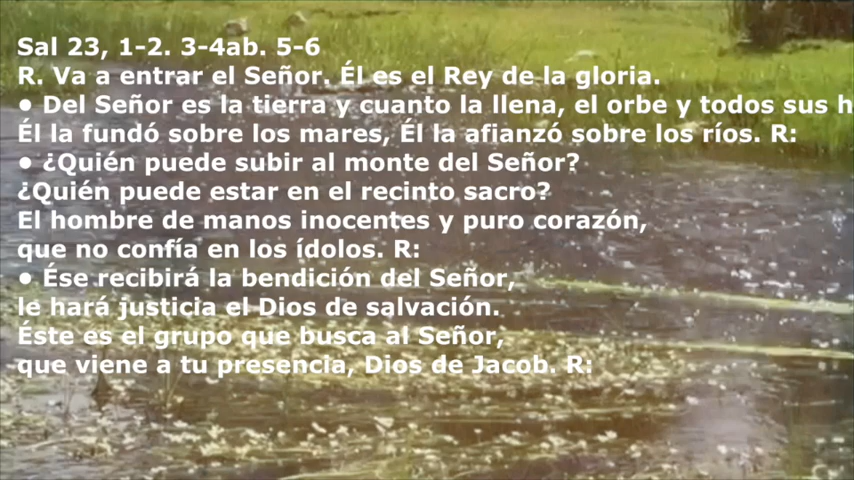 Sal 23, 1-2. 3-4ab. 5-6
R. Va a entrar el Señor. Él es el Rey de la gloria.
• Del Señor es la tierra y cuanto la llena, el orbe y todos sus h
Él la fundó sobre los mares, Él la afianzó sobre los ríos. R:
• ¿Quién puede subir al monte del Señor?
¿Quién puede estar en el recinto sacro?
El hombre de manos inocentes y puro corazón,
que no confía en los ídolos. R:
• Ése recibirá la bendición del Señor,
le hará justicia el Dios de salvación.
Éste es el grupo que busca al Señor,
que viene a tu presencia, Dios de Jacob. R: